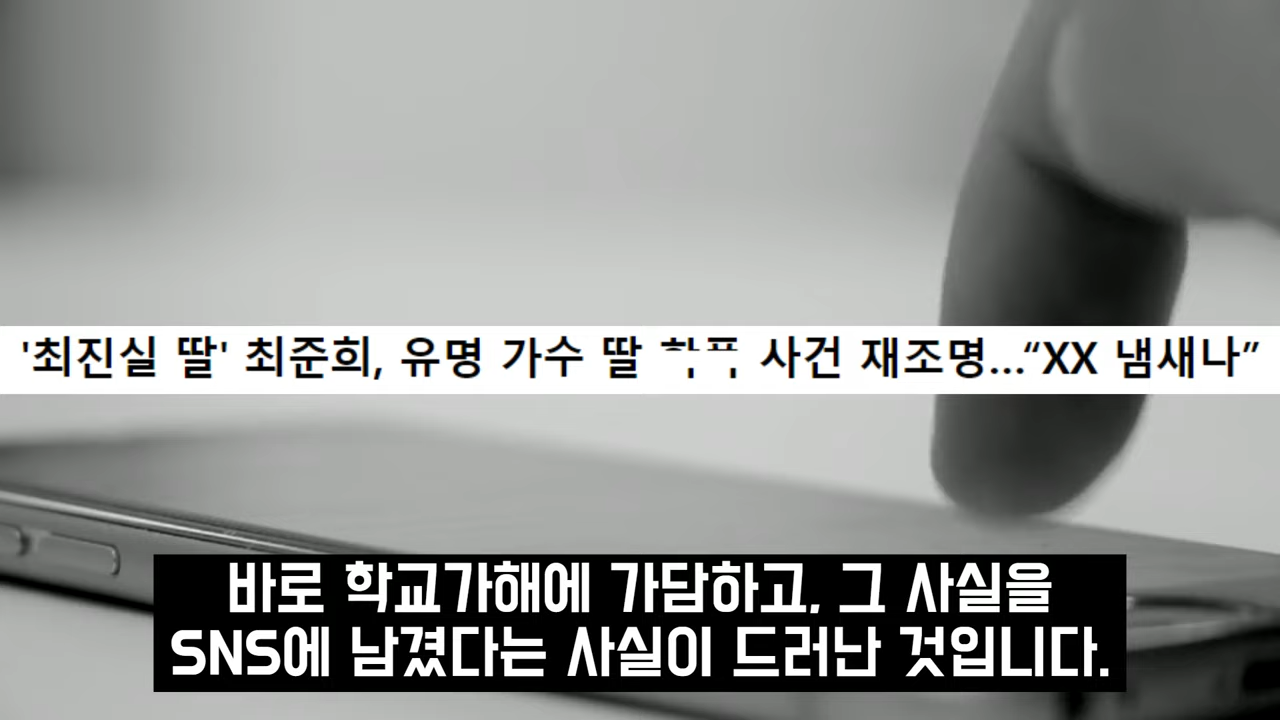 '최진실 딸' 최준희, 유명 가수 딸 사건 재조명...“XX 냄새나”
바로 학교가해에 가담하고, 그 사실을
SNS에 남겼다는 사실이 드러난 것입니다.